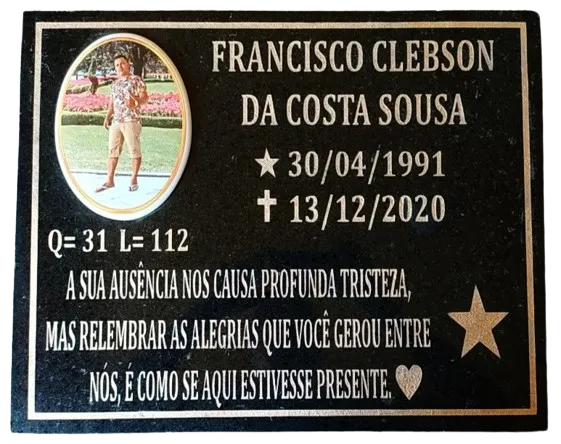 FRANCISCO CLEBSON
DA COSTA SOUSA
★ 30/04/1991
✝ 13/12/2020
Q= 31 L= 112
A SUA AUSÊNCIA NOS CAUSA PROFUNDA TRISTEZA,
MAS RELEMBRAR AS ALEGRIAS QUE VOCÊ GEROU ENTRE
NÓS, É COMO SE AQUI ESTIVESSE PRESENTE.